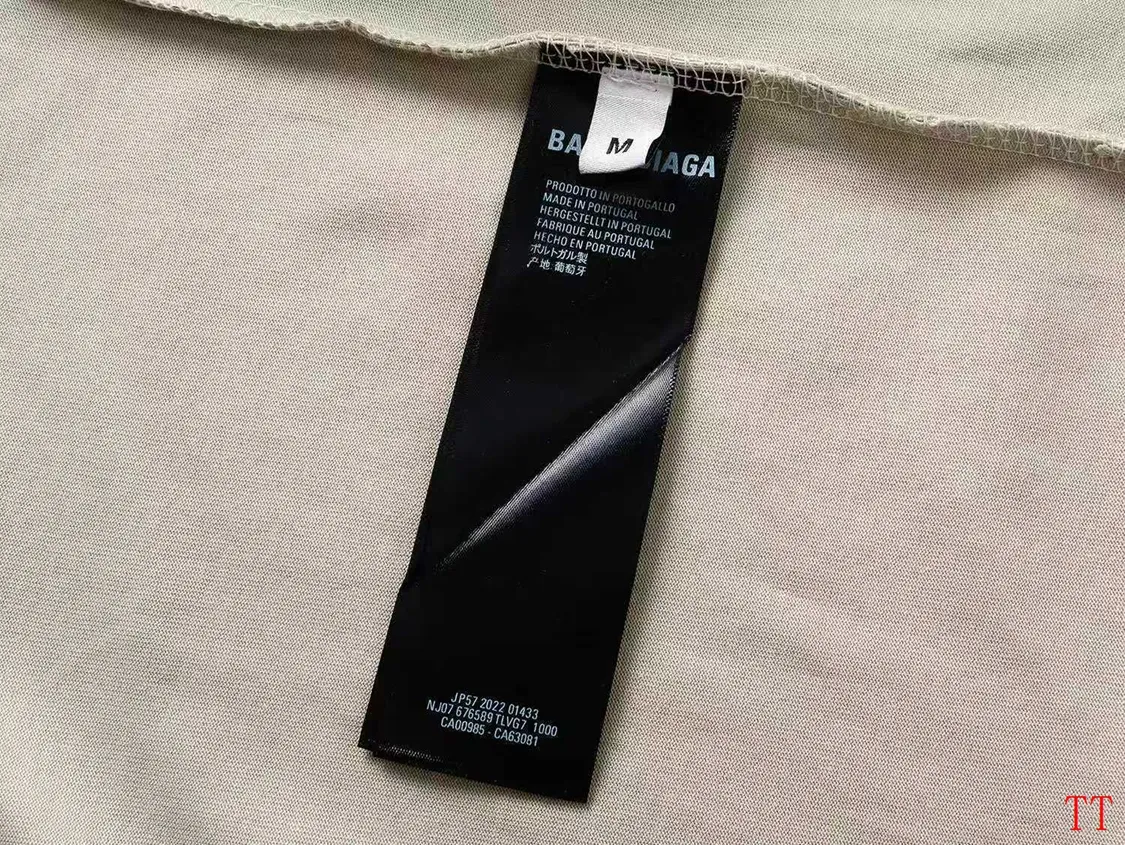 M
BA IAGA
PRODOTTO IN PORTOGALLO
MADE IN PORTUGAL
HERGESTELLT IN PORTUGAL
FABRIQUE AU PORTUGAL
HECHO EN PORTUGAL
ポルトガル製
产地:葡萄牙
JP57 2022 01433
NJ07 676589 TLVG7 1000
CA00985 - CA63081
TT